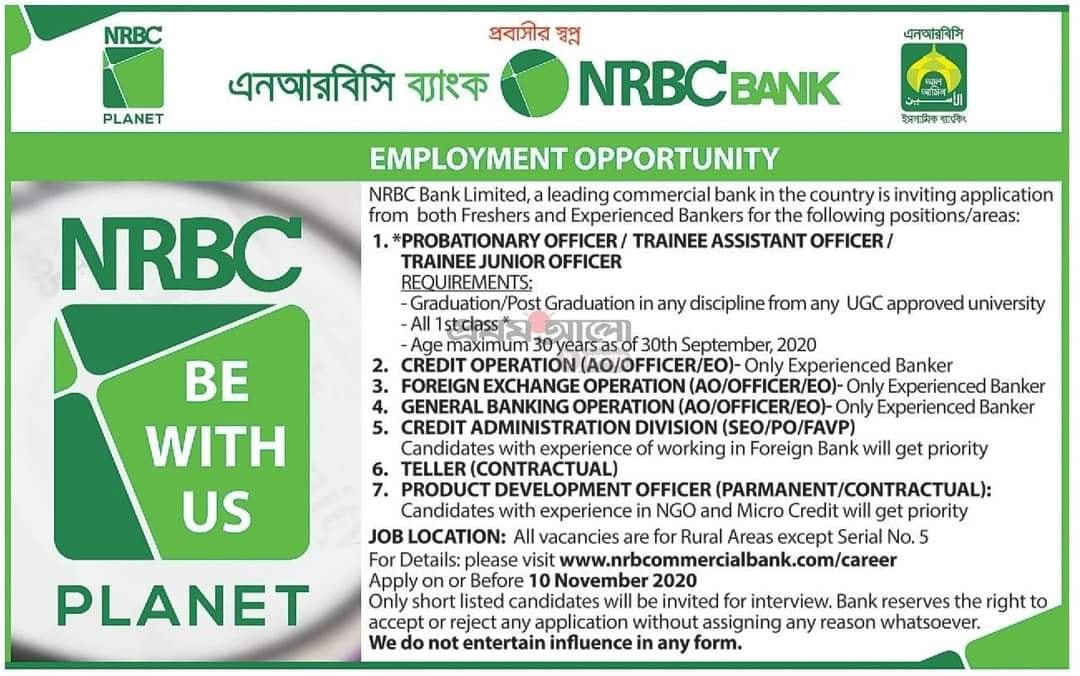 NRBC
PLANET
প্রবাসীর স্বপ্ন
এনআরবিসি ব্যাংক NRBC BANK
এনআরবিসি
আল আমিন
الأمين
ইসলামিক ব্যাংকিং
EMPLOYMENT OPPORTUNITY
NRBC
BE
WITH
US
PLANET
NRBC Bank Limited, a leading commercial bank in the country is inviting application
from both Freshers and Experienced Bankers for the following positions/areas:
1. *PROBATIONARY OFFICER / TRAINEE ASSISTANT OFFICER /
TRAINEE JUNIOR OFFICER
REQUIREMENTS:
- Graduation/Post Graduation in any discipline from any UGC approved university
- All 1st class *
- Age maximum 30 years as of 30th September, 2020
প্রথম আলো
2. CREDIT OPERATION (AO/OFFICER/EO)- Only Experienced Banker
3. FOREIGN EXCHANGE OPERATION (AO/OFFICER/EO)- Only Experienced Banker
4. GENERAL BANKING OPERATION (AO/OFFICER/EO)- Only Experienced Banker
5. CREDIT ADMINISTRATION DIVISION (SEO/PO/FAVP)
Candidates with experience of working in Foreign Bank will get priority
6. TELLER (CONTRACTUAL)
7. PRODUCT DEVELOPMENT OFFICER (PARMANENT/CONTRACTUAL):
Candidates with experience in NGO and Micro Credit will get priority
JOB LOCATION: All vacancies are for Rural Areas except Serial No. 5
For Details: please visit www.nrbcommercialbank.com/career
Apply on or Before 10 November 2020
Only short listed candidates will be invited for interview. Bank reserves the right to
accept or reject any application without assigning any reason whatsoever.
We do not entertain influence in any form.